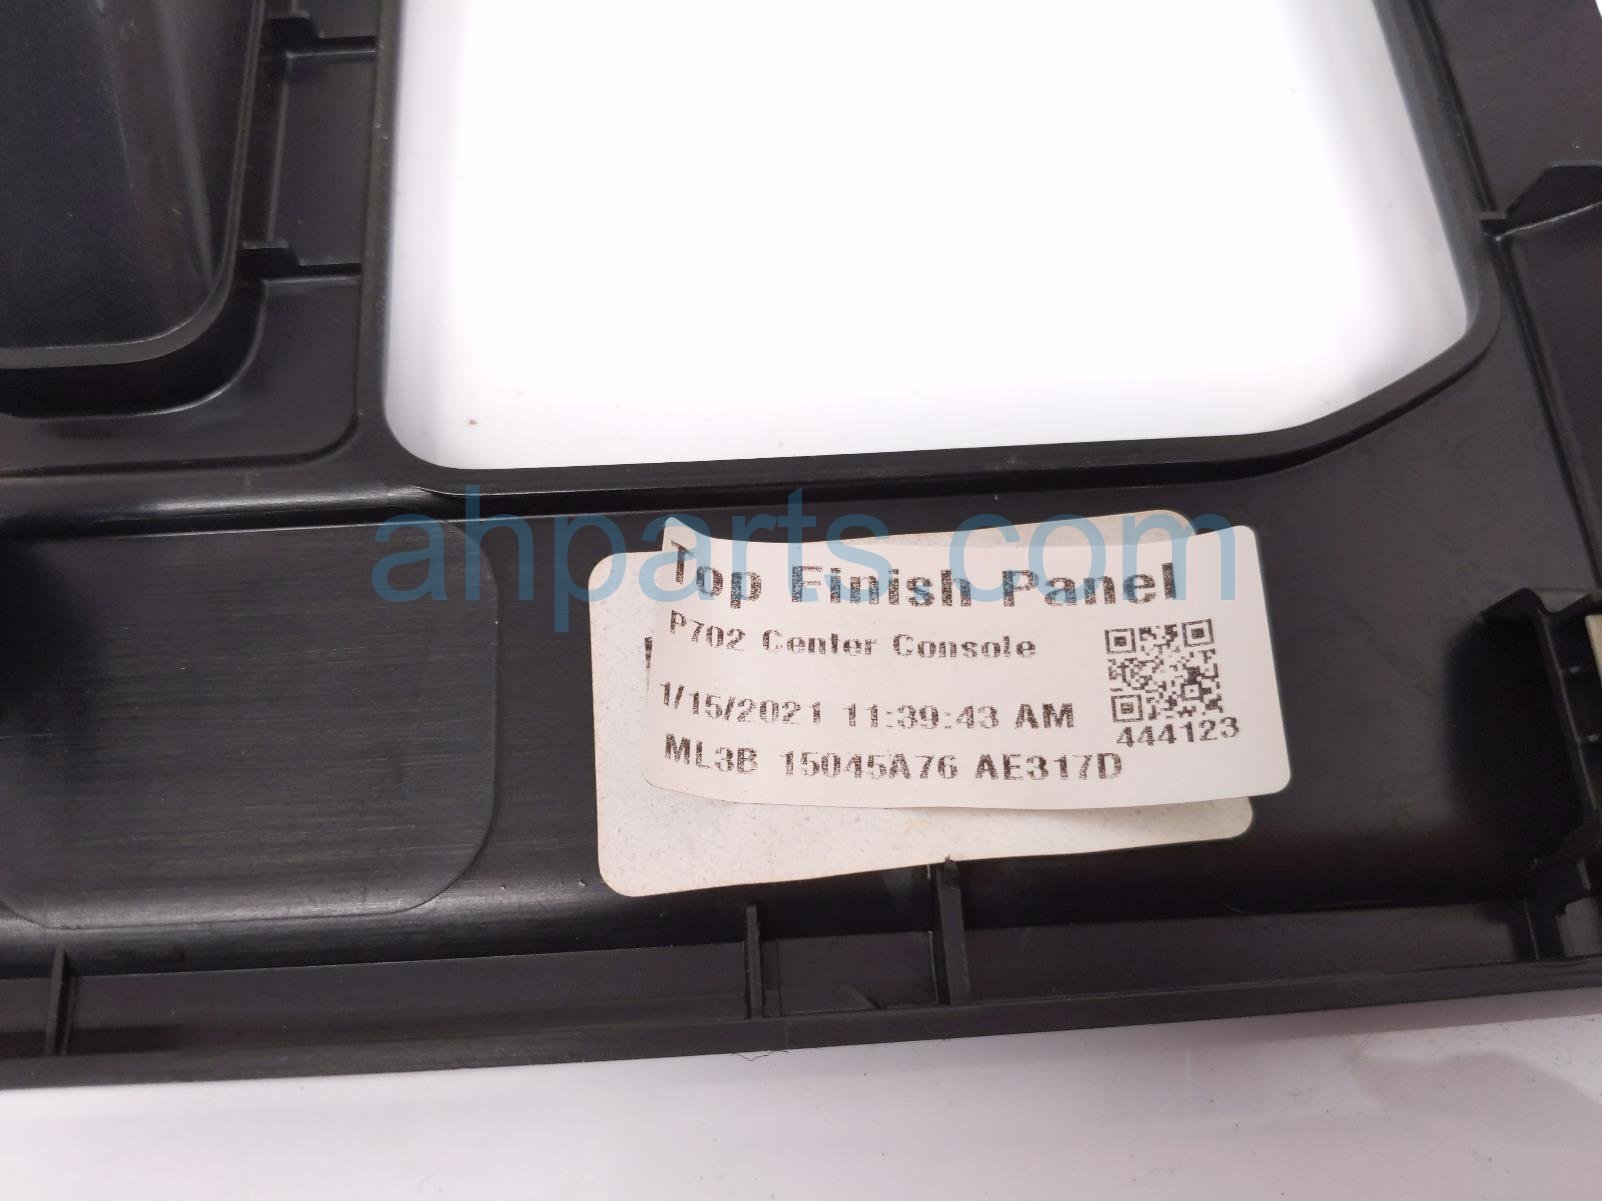 ahparts.com
Top Finish Panel
P702 Center Console
1/15/2021 11:39:43 AM
444123
ML3B 15045A76 AE317D